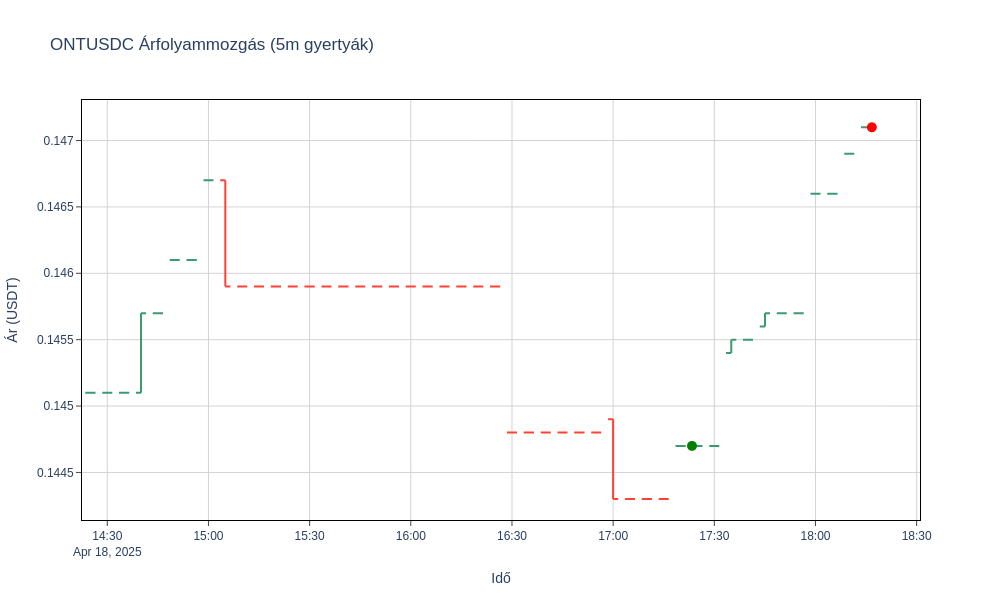 ONTUSDC Árfolyammozgás (5m gyertyák)
0.147
0.1465
0.146
0.1455
0.145
0.1445
Ár (USDT)
14:30 15:00 15:30 16:00 16:30 17:00 17:30 18:00 18:30
Apr 18, 2025
Idő